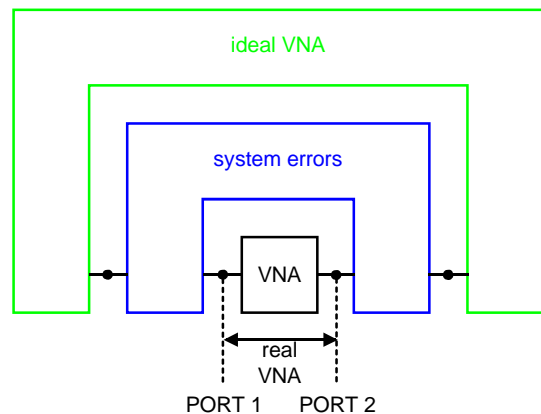 ideal VNA
system errors
VNA
real
VNA
PORT 1
PORT 2